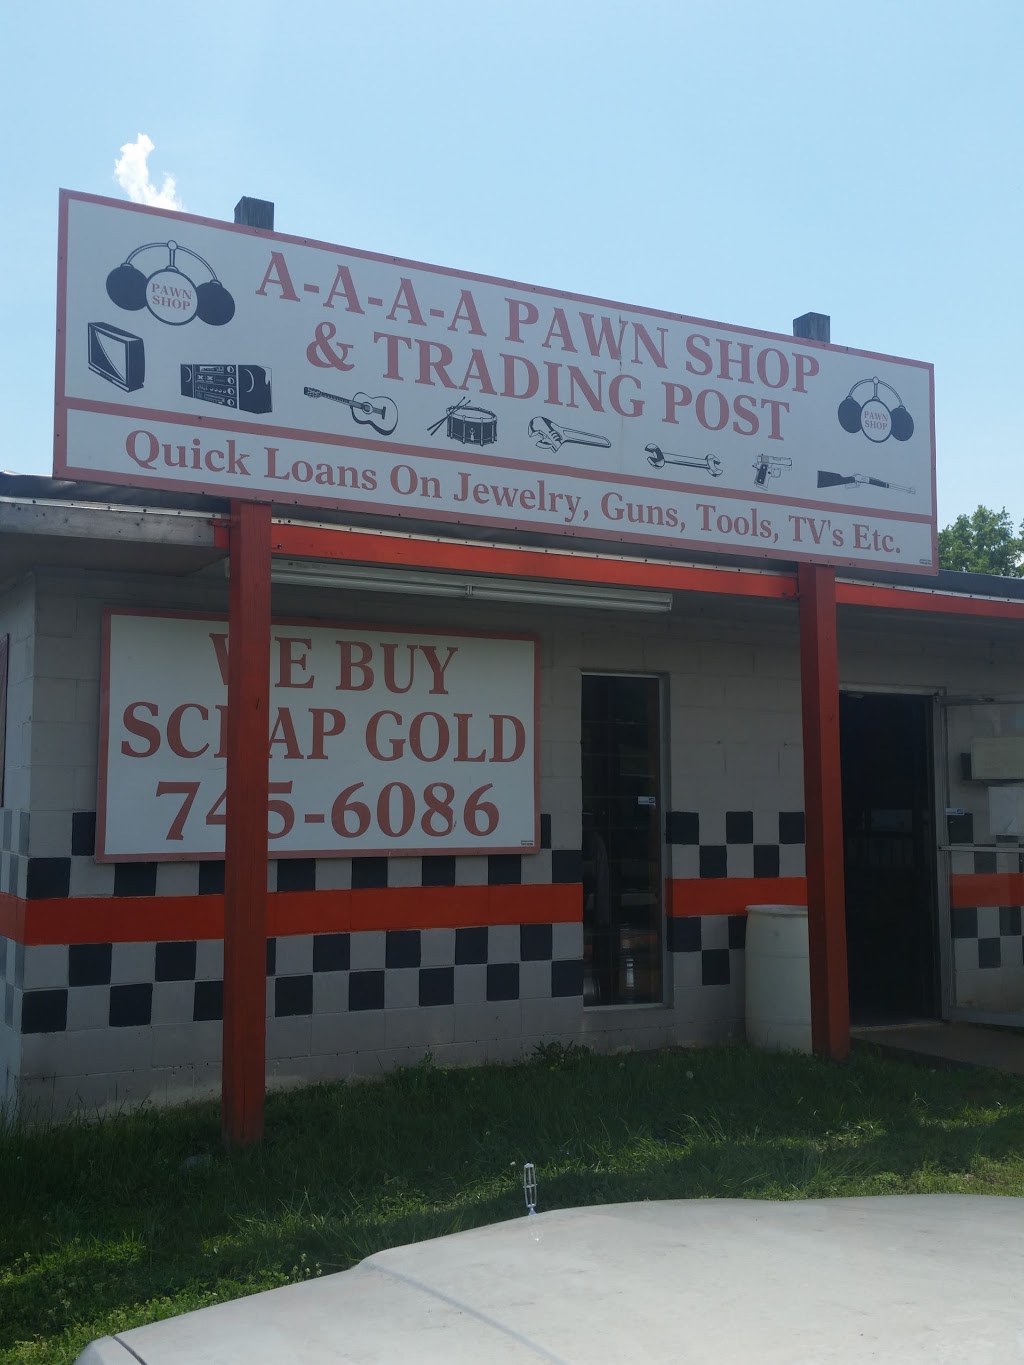 A-A-A-A PAWN SHOP
& TRADING POST
PAWN
SHOP
PAWN
SHOP
Quick Loans On Jewelry, Guns, Tools, TV's Etc.
WE BUY
SCRAP GOLD
745-6086